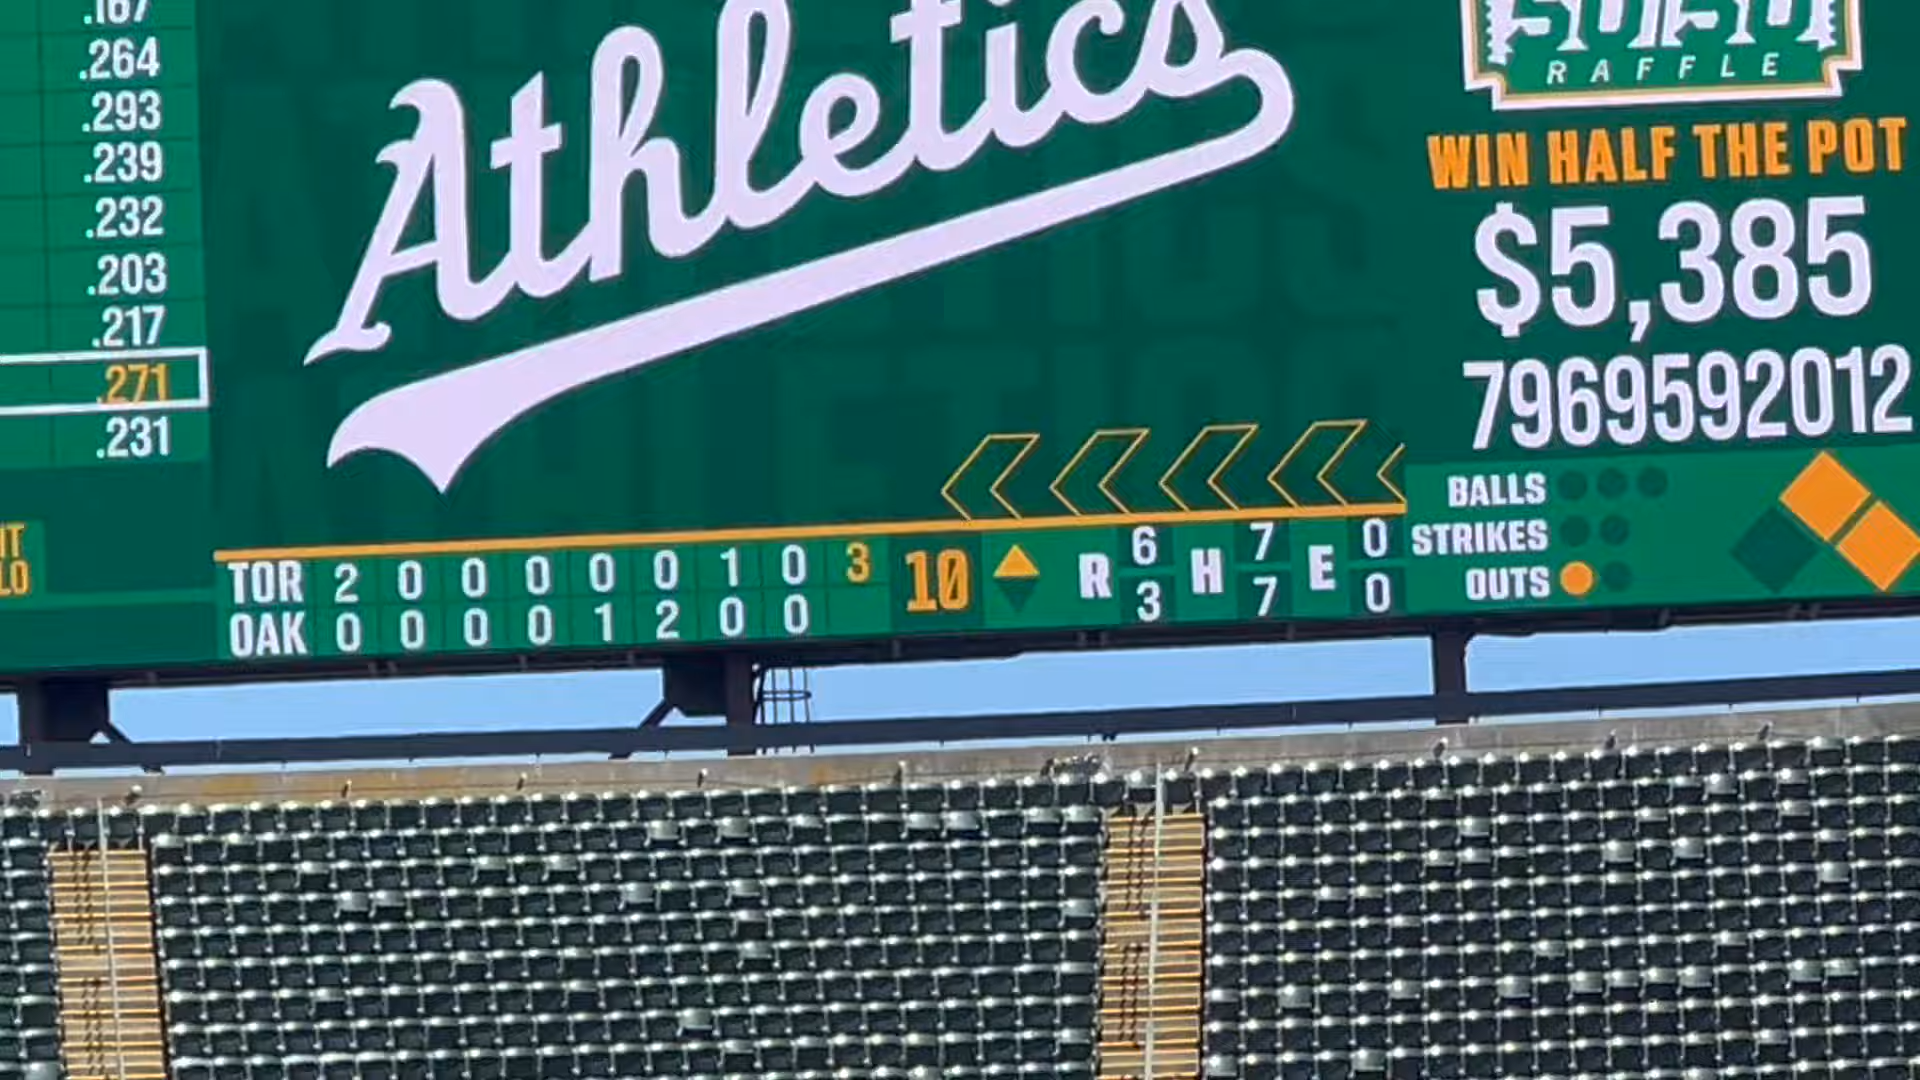 .167
.264
.293
.239
.232
.203
.217
.271
.231
Athletics
50/50
RAFFLE
WIN HALF THE POT
$5,385
7969592012
BALLS
STRIKES
OUTS
TOR 2 0 0 0 0 0 1 0 3
OAK 0 0 0 0 1 2 0 0
10
R 6 3
H 7 7
E 0 0